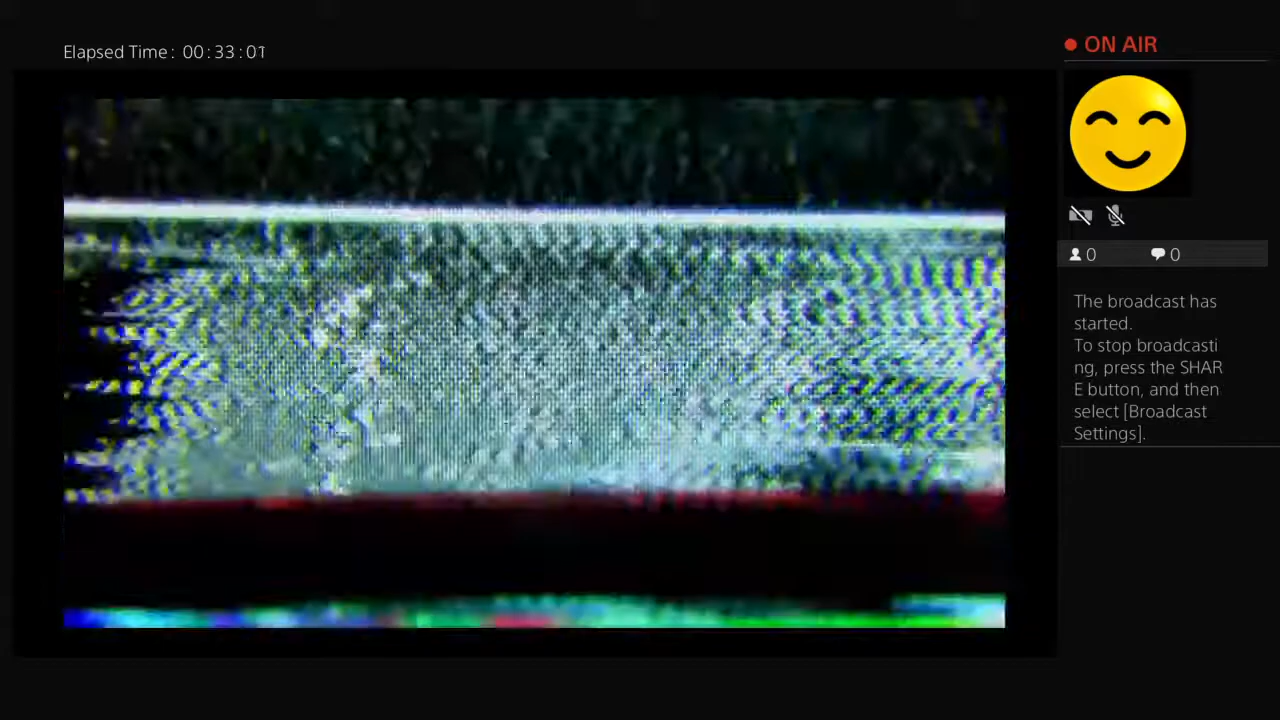 Elapsed Time: 00:33:01
ON AIR
0 0
The broadcast has
started.
To stop broadcasti
ng, press the SHAR
E button, and then
select [Broadcast
Settings].